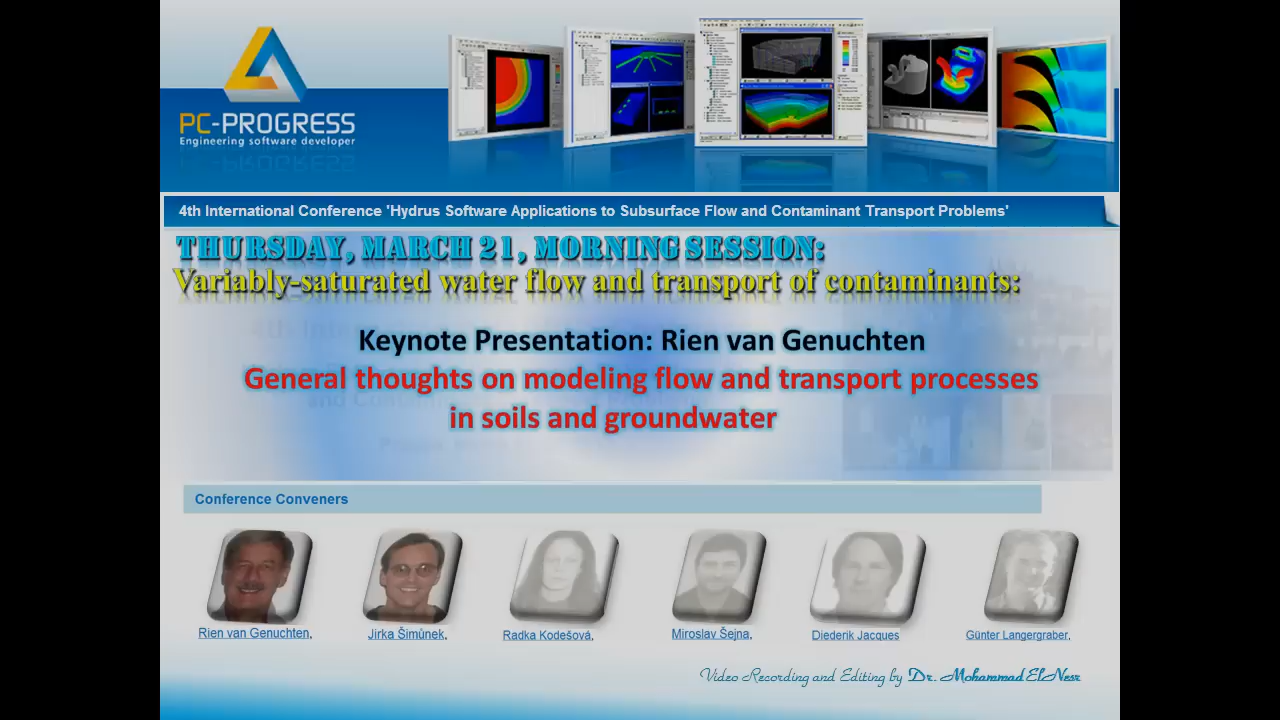 PC-PROGRESS
Engineering software developer
4th International Conference 'Hydrus Software Applications to Subsurface Flow and Contaminant Transport Problems'
THURSDAY, MARCH 21, MORNING SESSION:
Variably-saturated water flow and transport of contaminants:
Keynote Presentation: Rien van Genuchten
General thoughts on modeling flow and transport processes
in soils and groundwater
Conference Conveners
Rien van Genuchten,
Jirka Šimůnek,
Radka Kodešová,
Miroslav Šejna,
Diederik Jacques
Günter Langergraber,
Video Recording and Editing by Dr. Mohammad ElNesr